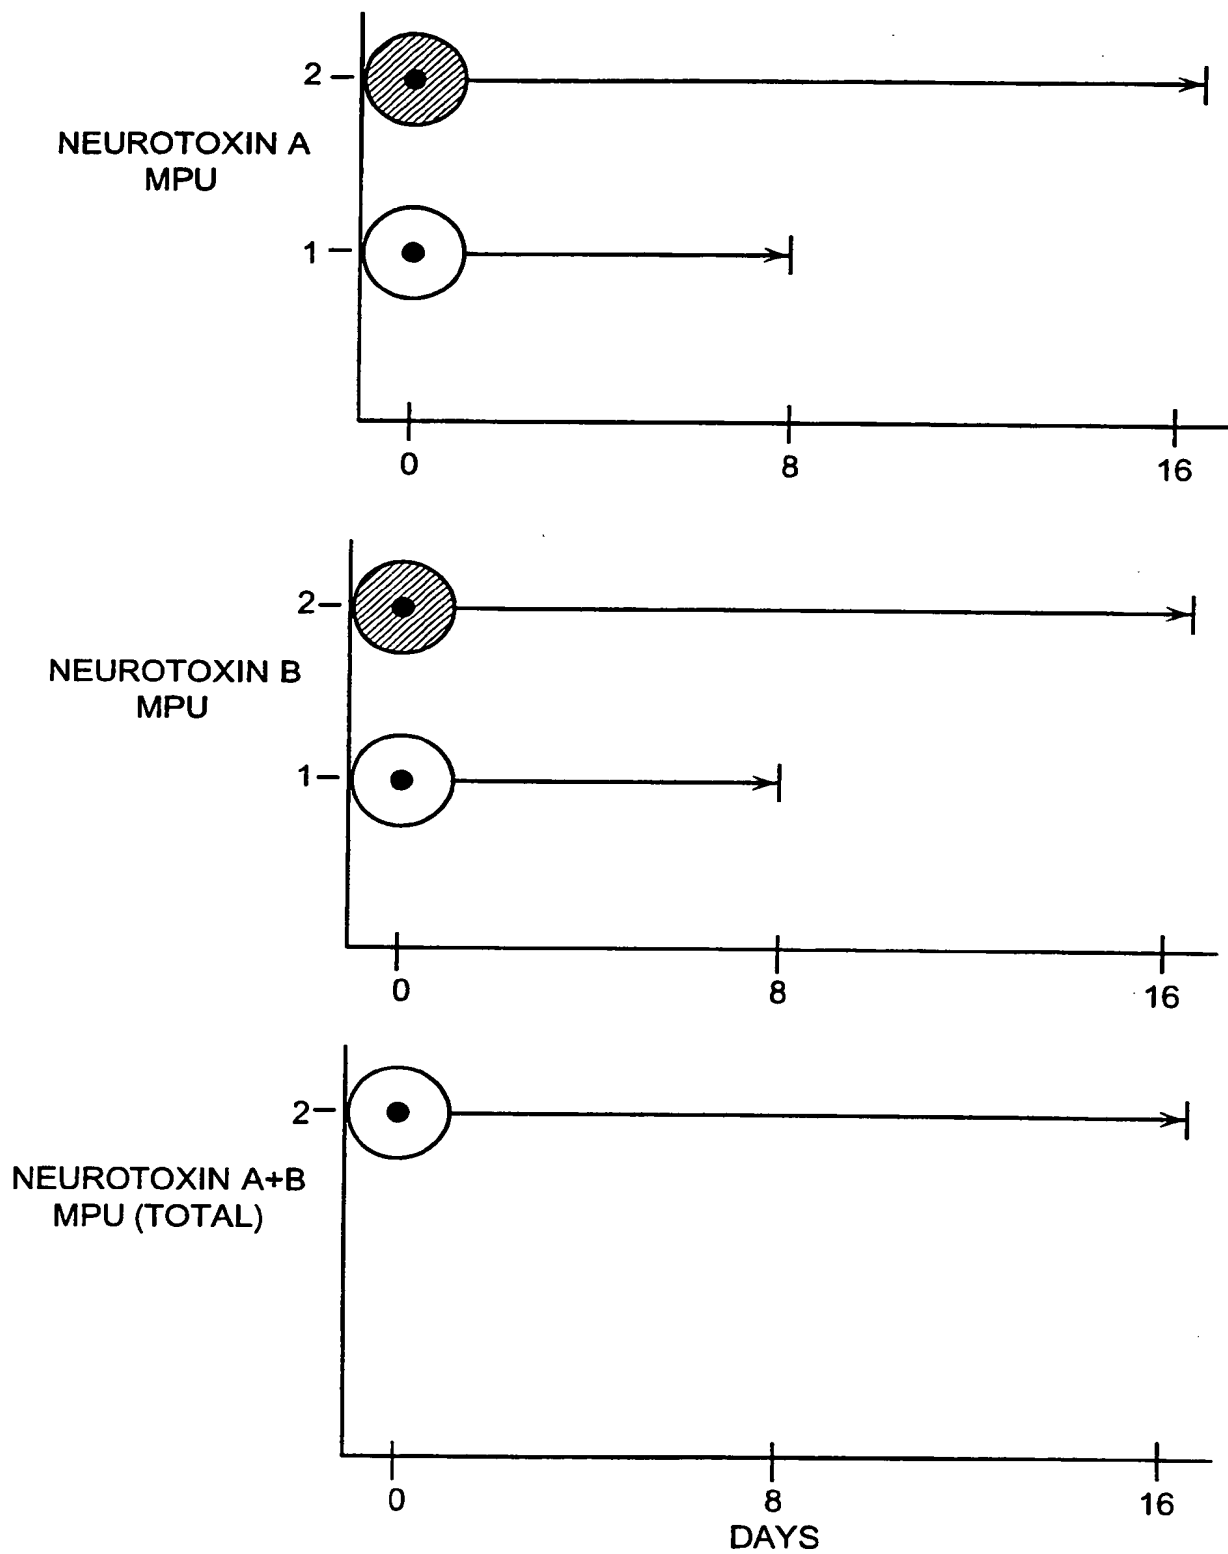 2
NEUROTOXIN A
MPU
1
0 8 16
2
NEUROTOXIN B
MPU
1
0 8 16
2
NEUROTOXIN A+B
MPU (TOTAL)
0 8 16
DAYS